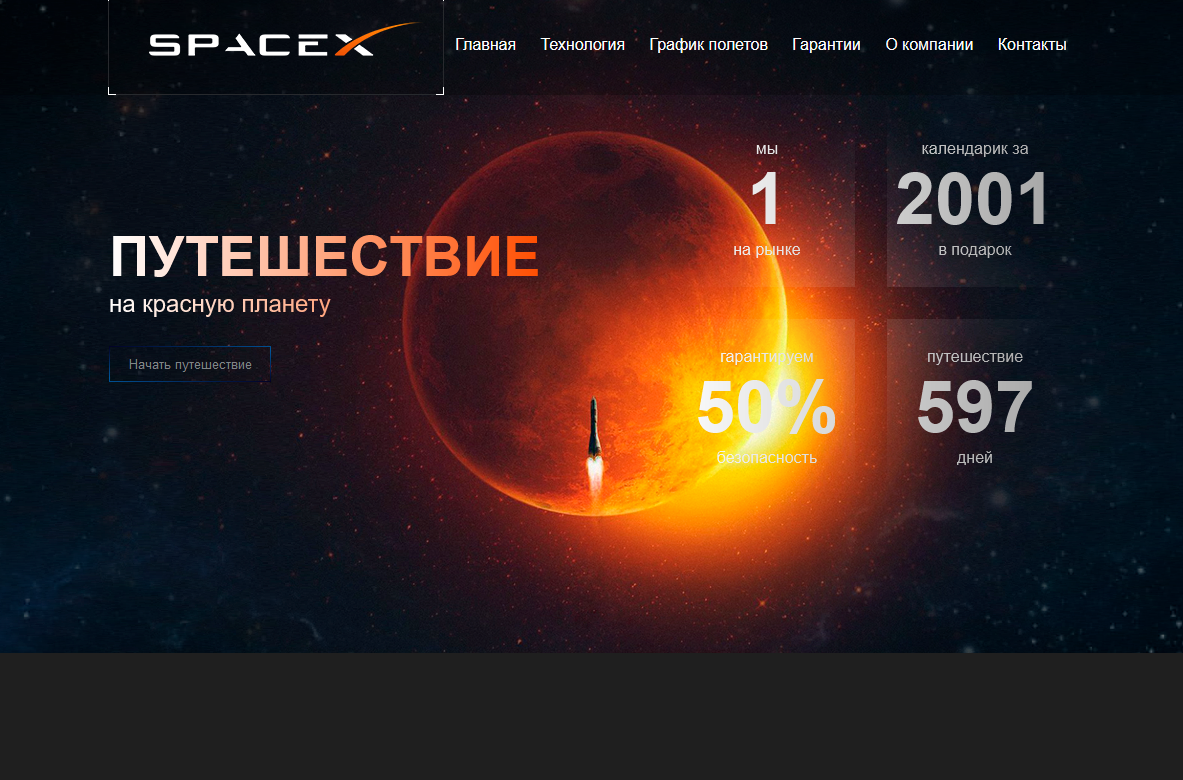 SPACEX
Главная Технология График полетов Гарантии О компании Контакты
ПУТЕШЕСТВИЕ
на красную планету
Начать путешествие
мы
1
на рынке
календарик за
2001
в подарок
гарантируем
50%
безопасность
путешествие
597
дней